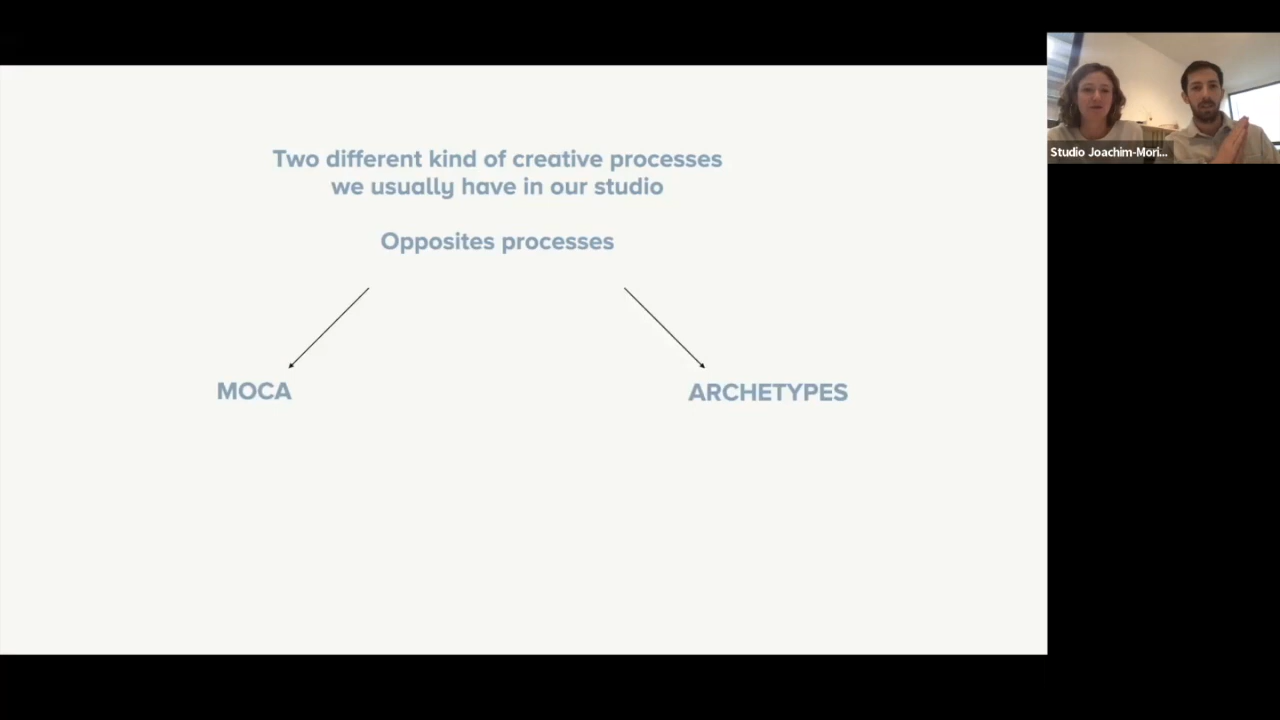 Two different kind of creative processes
we usually have in our studio
Opposites processes
MOCA
ARCHETYPES
Studio Joachim-Mori...